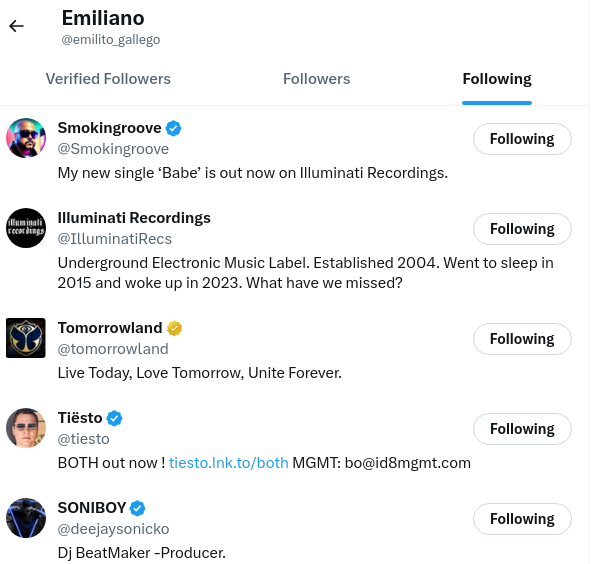 Emiliano
@emilito_gallego
Verified Followers Followers Following
Smokingroove
@Smokingroove
Following
My new single ‘Babe’ is out now on Illuminati Recordings.
illuminati
recordings
Illuminati Recordings
@IlluminatiRecs
Following
Underground Electronic Music Label. Established 2004. Went to sleep in
2015 and woke up in 2023. What have we missed?
Tomorrowland
@tomorrowland
Following
Live Today, Love Tomorrow, Unite Forever.
Tiësto
@tiesto
Following
BOTH out now ! tiesto.lnk.to/both MGMT: bo@id8mgmt.com
SONIBOY
@deejaysonicko
Following
Dj BeatMaker -Producer.